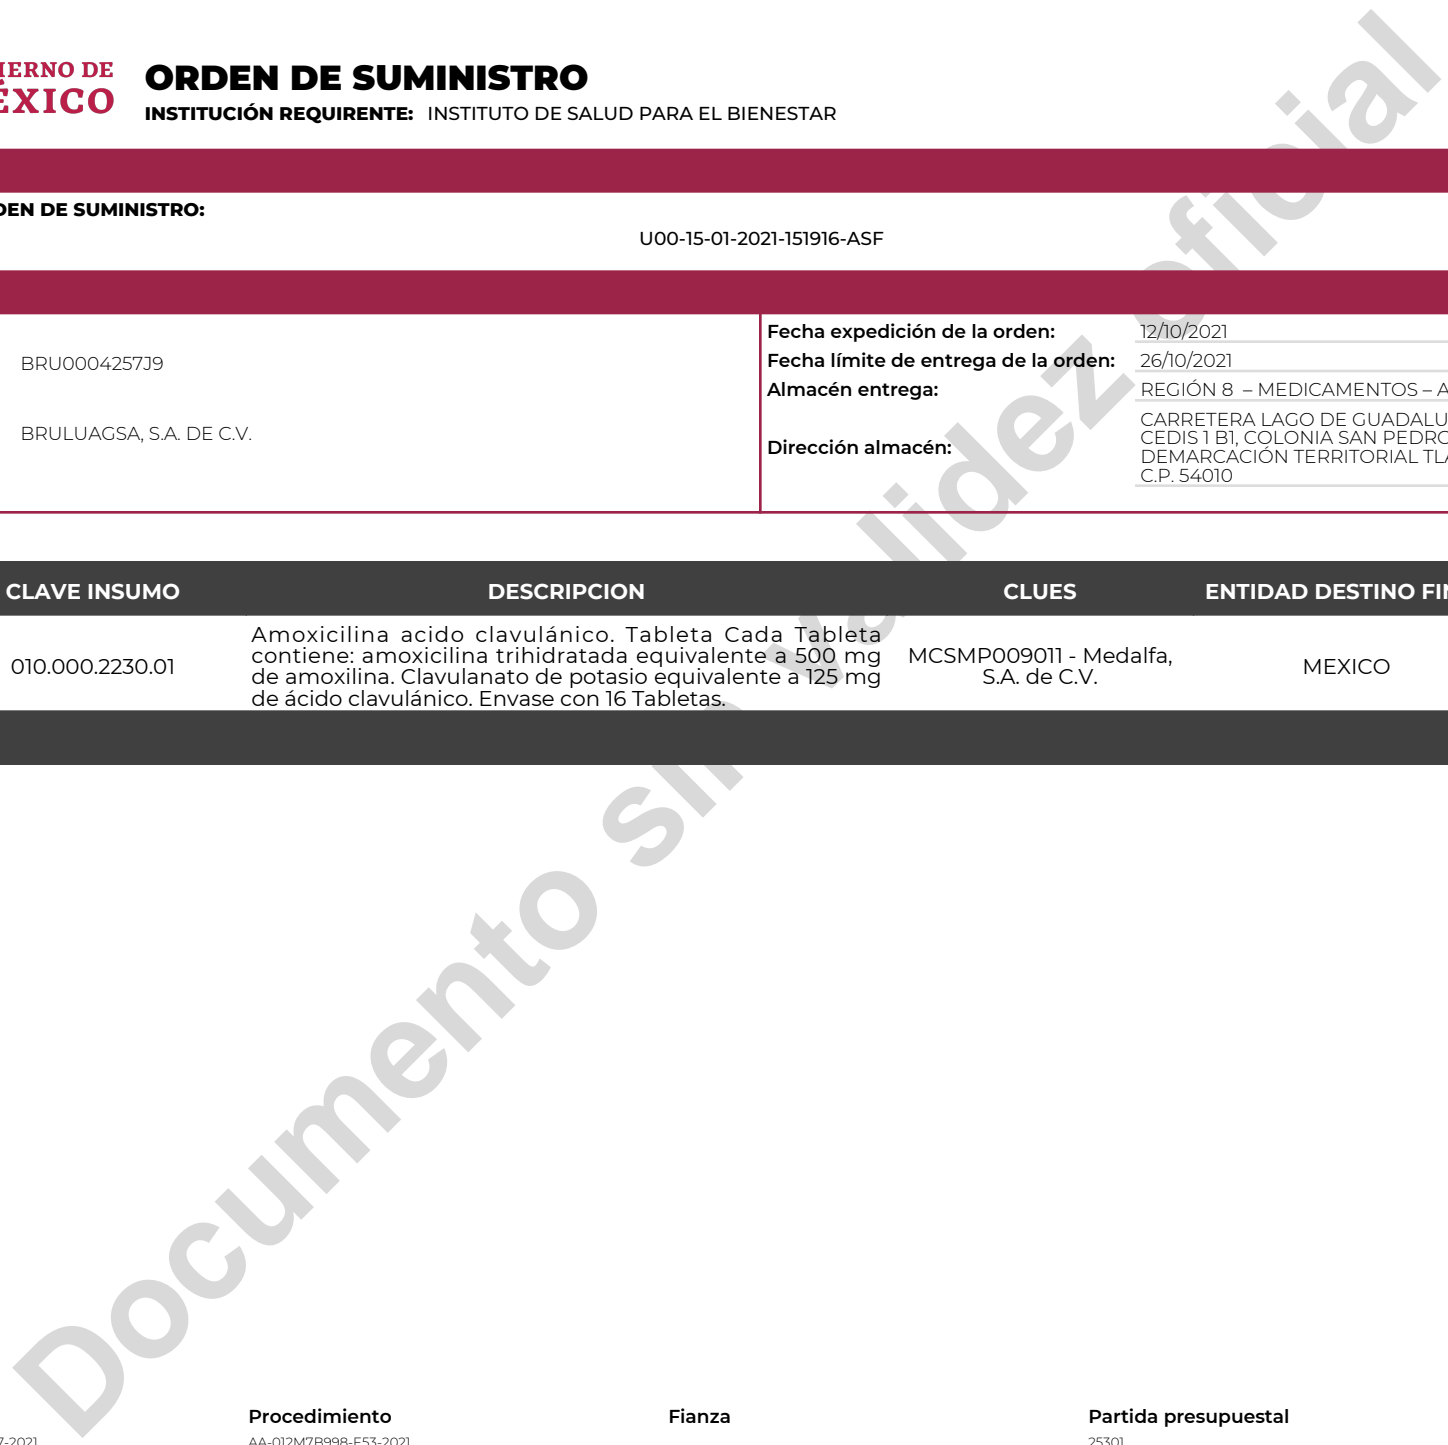 IERNO DE
ÉXICO
ORDEN DE SUMINISTRO
INSTITUCIÓN REQUIRENTE: INSTITUTO DE SALUD PARA EL BIENESTAR
DEN DE SUMINISTRO:
U00-15-01-2021-151916-ASF
BRU0004257J9
BRULUAGSA, S.A. DE C.V.
Fecha expedición de la orden: 12/10/2021
Fecha límite de entrega de la orden: 26/10/2021
Almacén entrega: REGIÓN 8 – MEDICAMENTOS – A
Dirección almacén:
CARRETERA LAGO DE GUADALU
CEDIS 1 B1, COLONIA SAN PEDRO
DEMARCACIÓN TERRITORIAL TLA
C.P. 54010
CLAVE INSUMO DESCRIPCION CLUES ENTIDAD DESTINO FIN
010.000.2230.01
Amoxicilina acido clavulánico. Tableta Cada Tableta
contiene: amoxicilina trihidratada equivalente a 500 mg
de amoxilina. Clavulanato de potasio equivalente a 125 mg
de ácido clavulánico. Envase con 16 Tabletas.
MCSMP009011 - Medalfa,
S.A. de C.V.
MEXICO
Documento sin validez oficial
Procedimiento Fianza Partida presupuestal
7-2021 AA-012M7B998-E53-2021 25301